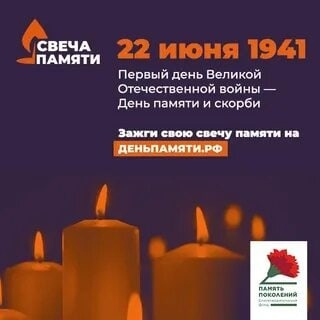 СВЕЧА
ПАМЯТИ
22 июня 1941
Первый день Великой
Отечественной войны —
День памяти и скорби
Зажги свою свечу памяти на
ДЕНЬПАМЯТИ.РФ
ПАМЯТЬ
ПОКОЛЕНИЙ